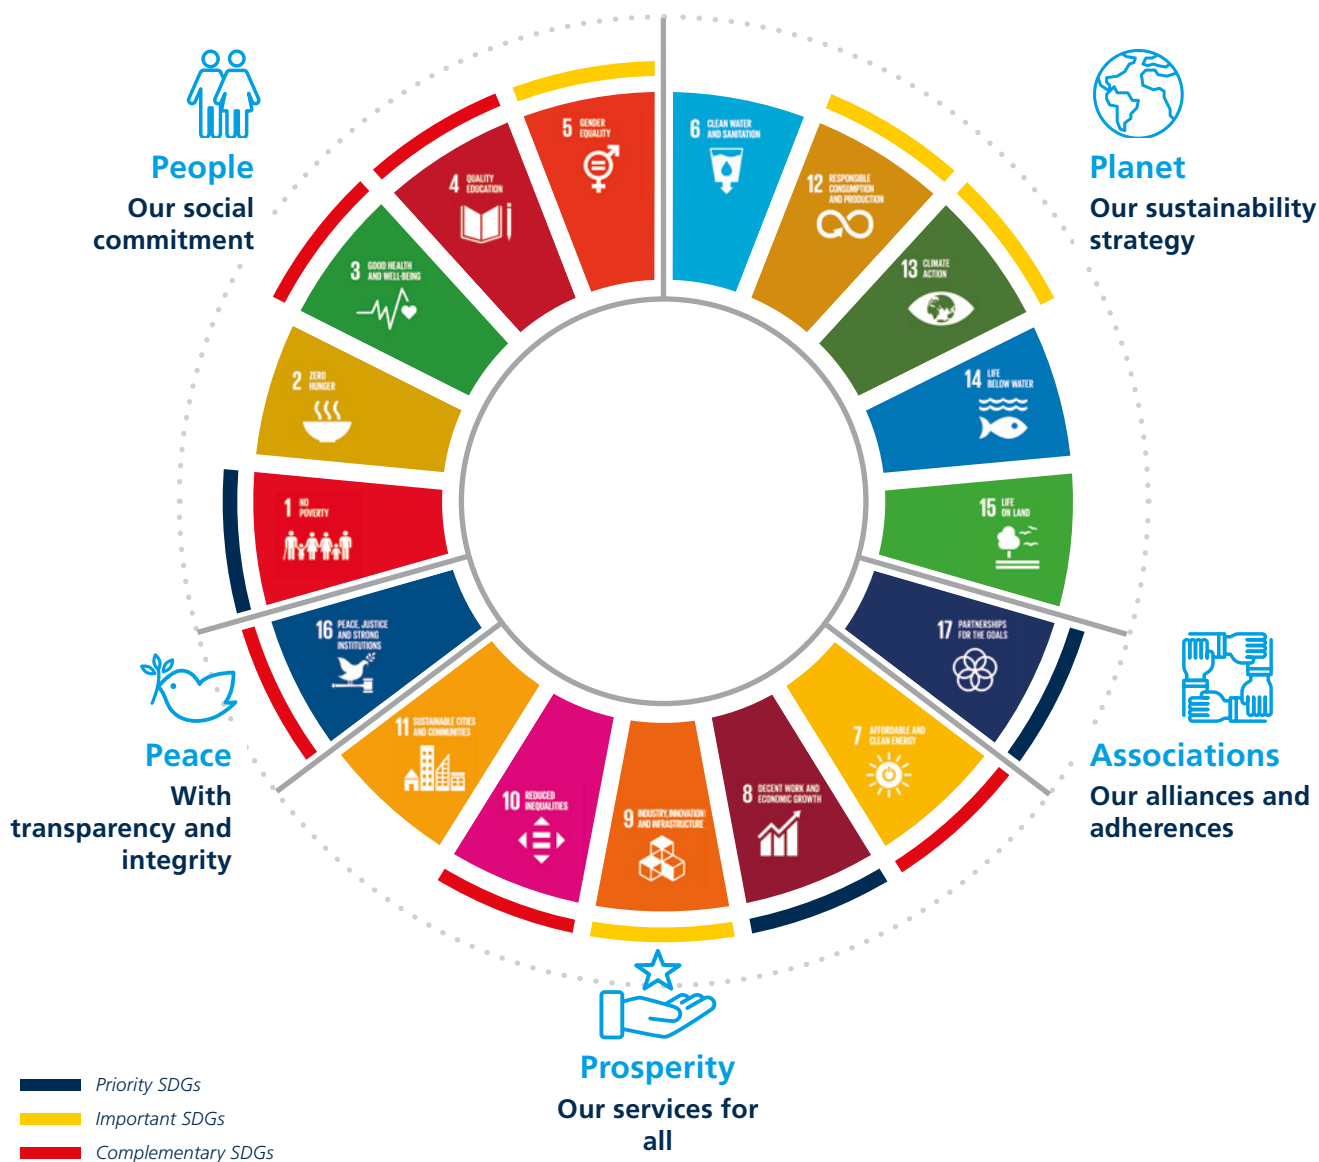 People
Our social
commitment
Planet
Our sustainability
strategy
5 GENDER
EQUALITY
6 CLEAN WATER
AND SANITATION
4 QUALITY
EDUCATION
12 RESPONSIBLE
CONSUMPTION
AND PRODUCTION
3 GOOD HEALTH
AND WELL-BEING
13 CLIMATE
ACTION
2 ZERO
HUNGER
14 LIFE
BELOW WATER
1 NO
POVERTY
15 LIFE
ON LAND
16 PEACE, JUSTICE
AND STRONG
INSTITUTIONS
17 PARTNERSHIPS
FOR THE GOALS
11 SUSTAINABLE CITIES
AND COMMUNITIES
7 AFFORDABLE AND
CLEAN ENERGY
10 REDUCED
INEQUALITIES
9 INDUSTRY, INNOVATION
AND INFRASTRUCTURE
8 DECENT WORK AND
ECONOMIC GROWTH
Peace
With
transparency and
integrity
Associations
Our alliances and
adherences
Prosperity
Our services for
all
Priority SDGs
Important SDGs
Complementary SDGs